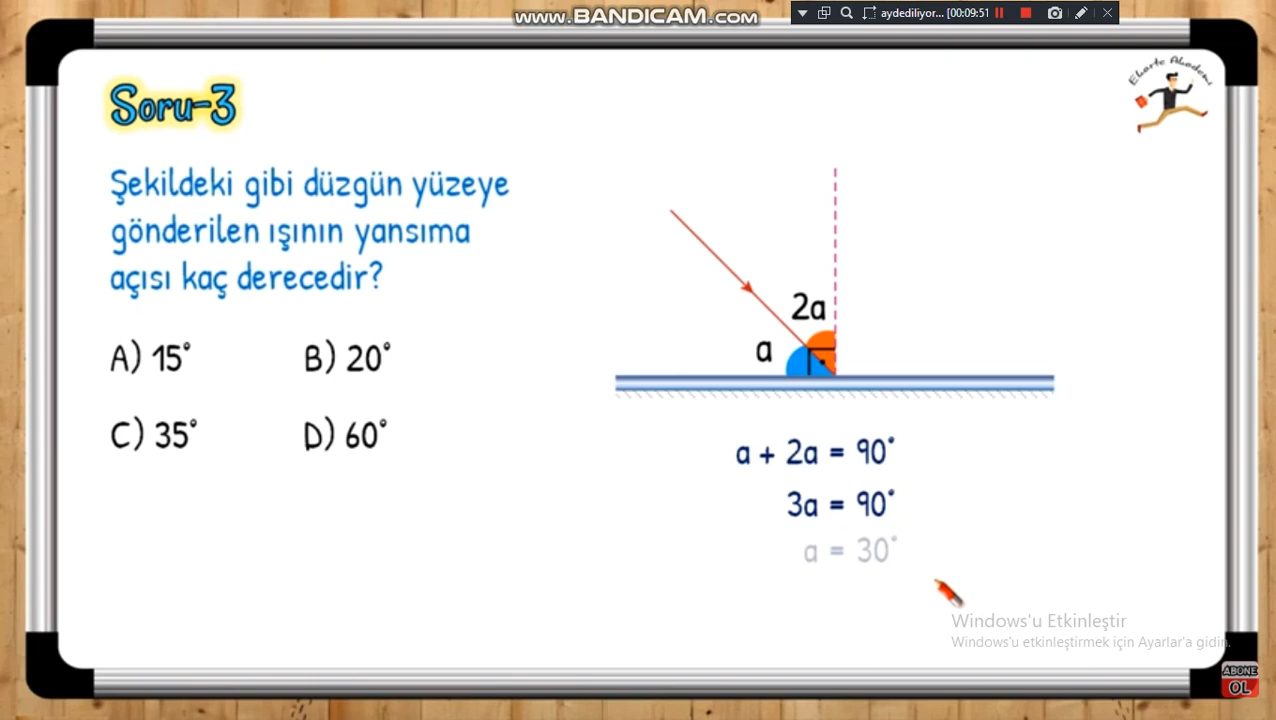 www.BANDICAM.com
aydediliyor... [00:09:51]
Ekarte Akademi
Soru-3
Şekildeki gibi düzgün yüzeye
gönderilen ışının yansıma
açısı kaç derecedir?
A) 15° B) 20°
C) 35° D) 60°
2a
a
a + 2a = 90°
3a = 90°
a = 30°
Windows'u Etkinleştir
Windows'u etkinleştirmek için Ayarlar'a gidin.
ABONE
OL